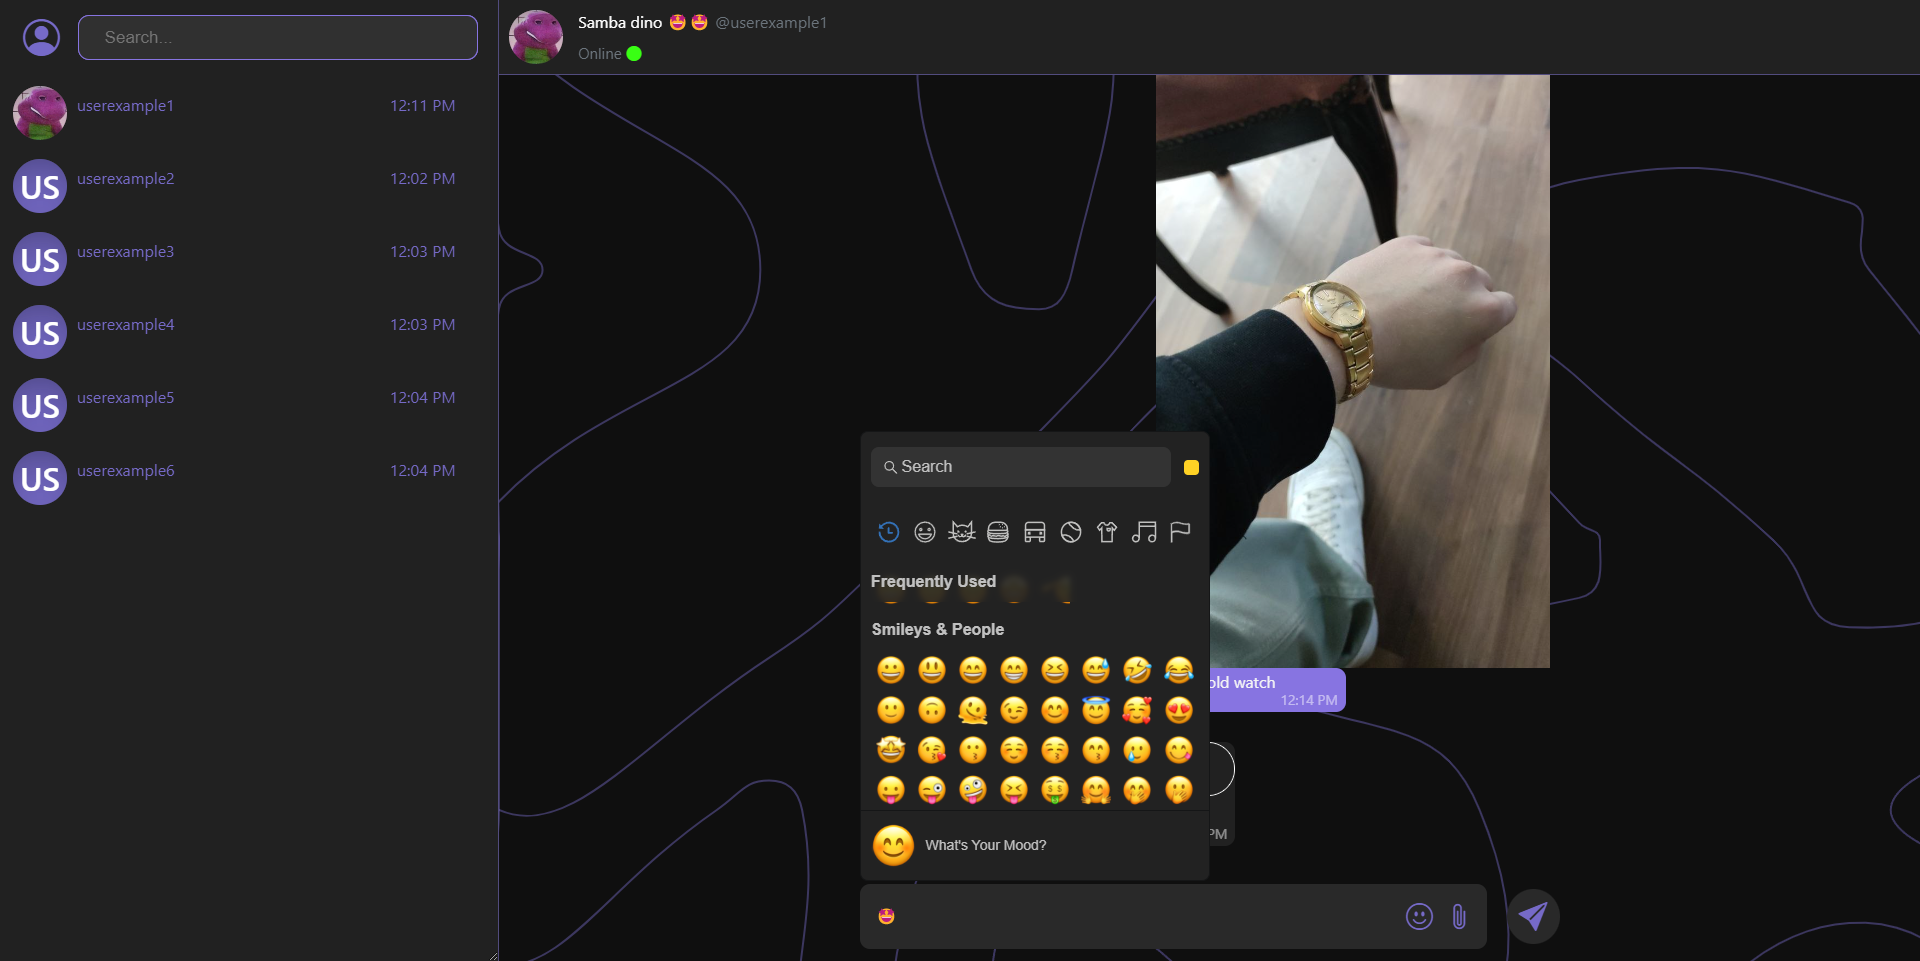 Search...
userexample1 12:11 PM
US userexample2 12:02 PM
US userexample3 12:03 PM
US userexample4 12:03 PM
US userexample5 12:04 PM
US userexample6 12:04 PM
Samba dino 🤩🤩 @userexample1
Online
Search
Frequently Used
Smileys & People
What's Your Mood?
old watch
12:14 PM
PM
🤩